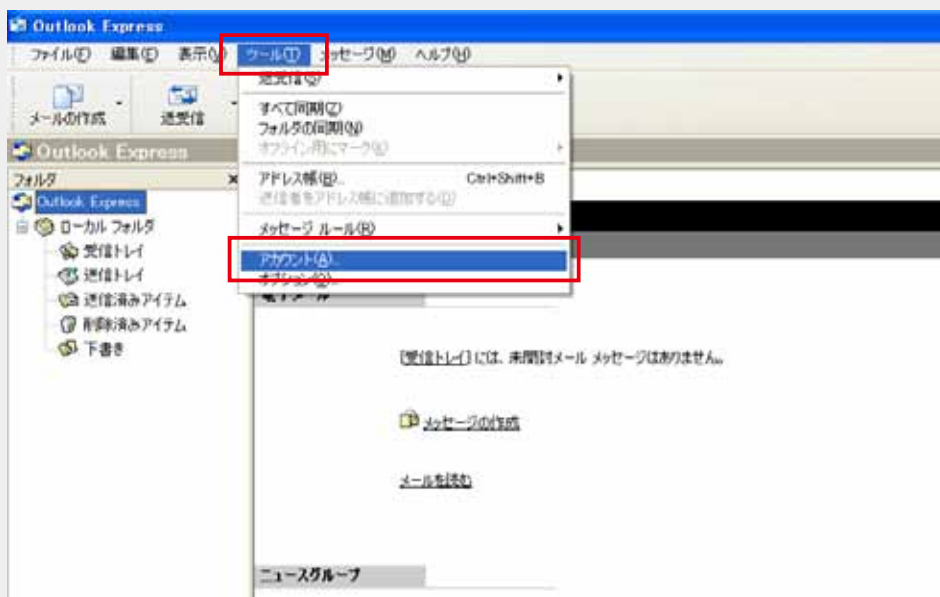 Outlook Express
ファイル(F) 編集(E) 表示(V) ツール(T) メッセージ(M) ヘルプ(H)
メールの作成 送受信
Outlook Express
フォルダ ×
Outlook Express
ローカル フォルダ
受信トレイ
送信トレイ
送信済みアイテム
削除済みアイテム
下書き
送受信(S)
すべて同期(Z)
フォルダの同期(N)
オフライン用にマーク(K)
アドレス帳(B)... Ctrl+Shift+B
送信者をアドレス帳に追加する(D)
メッセージ ルール(R)
アカウント(A)...
オプション(O)...
電子メール
[受信トレイ] には、未開封メール メッセージはありません。
メッセージの作成
メールを読む
ニュースグループ